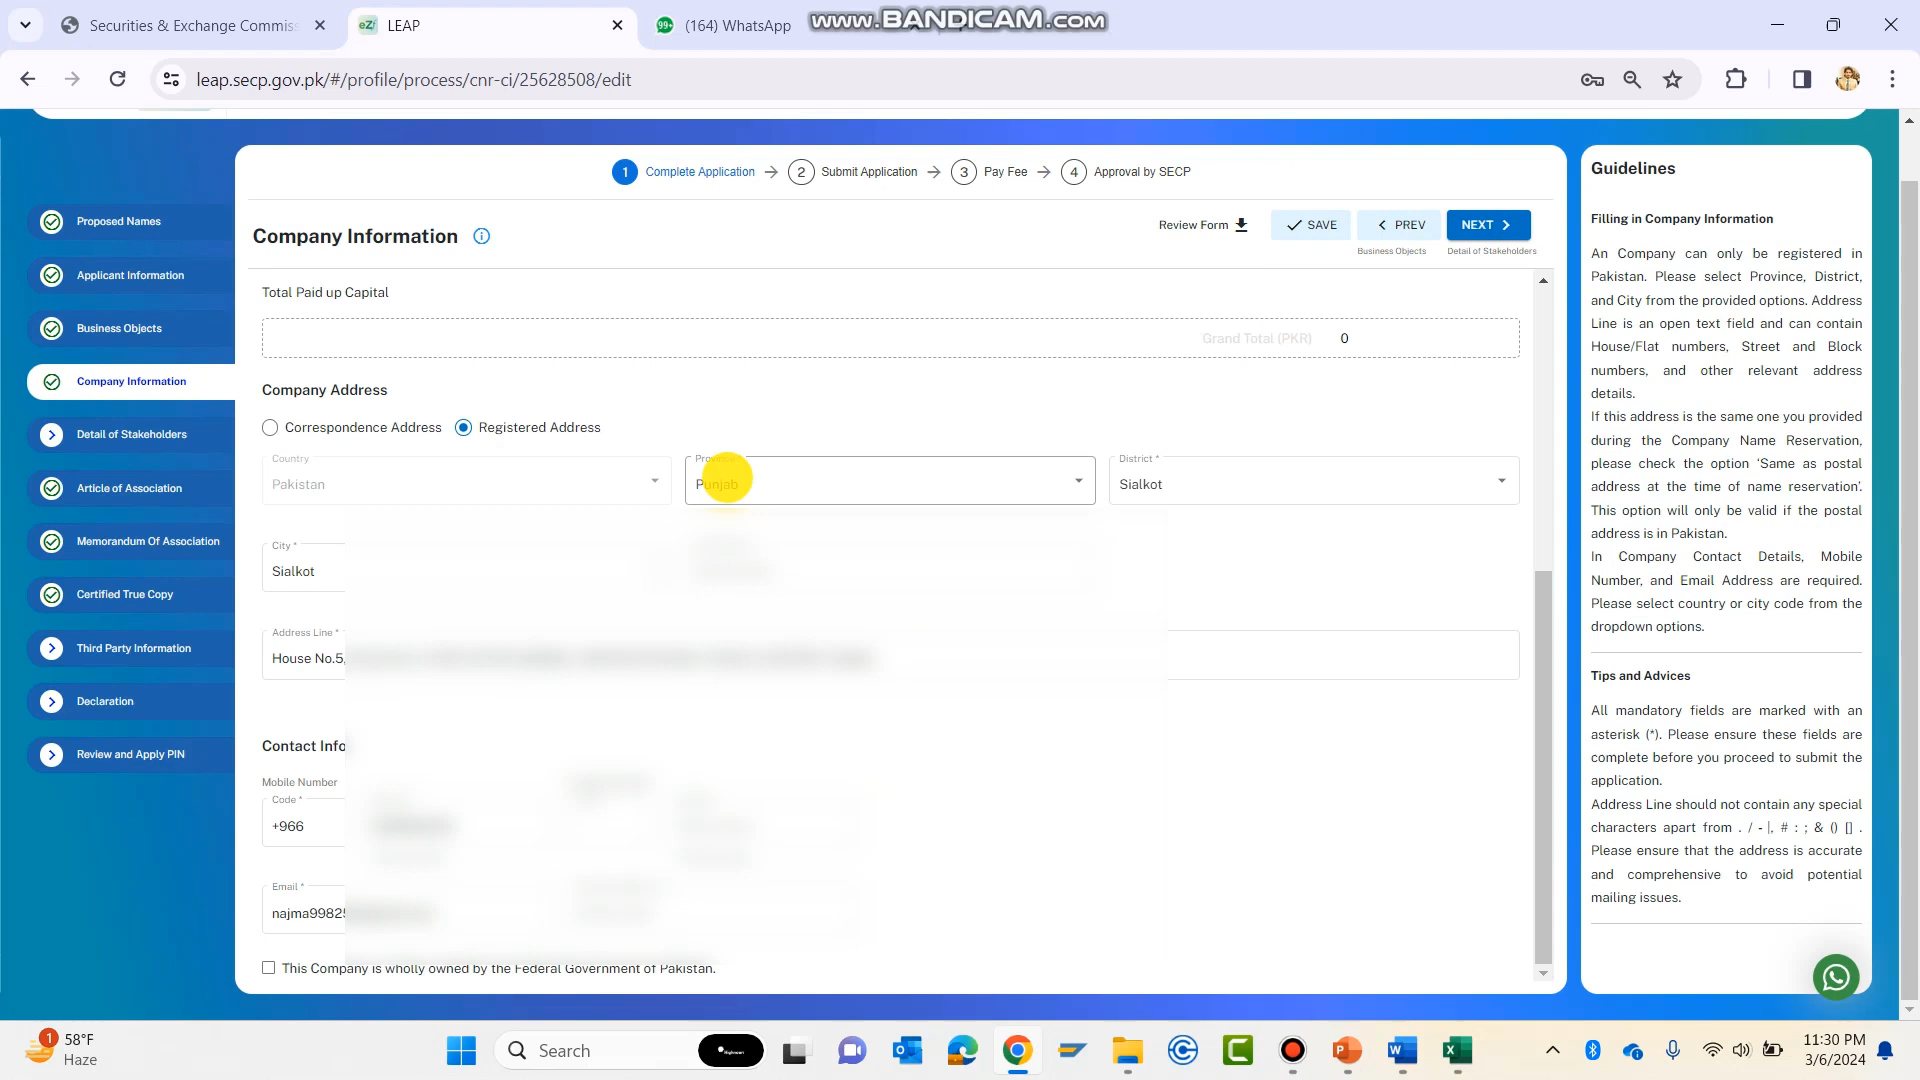 Securities & Exchange Commiss
LEAP
(164) WhatsApp
www.BANDICAM.com
leap.secp.gov.pk/#/profile/process/cnr-ci/25628508/edit
1 Complete Application
2 Submit Application
3 Pay Fee
4 Approval by SECP
Company Information
Review Form
SAVE
PREV
NEXT
Business Objects
Detail of Stakeholders
Proposed Names
Applicant Information
Business Objects
Company Information
Detail of Stakeholders
Article of Association
Memorandum Of Association
Certified True Copy
Third Party Information
Declaration
Review and Apply PIN
Total Paid up Capital
Grand Total (PKR) 0
Company Address
Correspondence Address
Registered Address
Country
Pakistan
Province
Punjab
District *
Sialkot
City *
Sialkot
Address Line *
House No.5,
Contact Info
Mobile Number
Code *
+966
Email *
najma9982
This Company is wholly owned by the Federal Government of Pakistan.
Guidelines
Filling in Company Information
An Company can only be registered in
Pakistan. Please select Province, District,
and City from the provided options. Address
Line is an open text field and can contain
House/Flat numbers, Street and Block
numbers, and other relevant address
details.
If this address is the same one you provided
during the Company Name Reservation,
please check the option ‘Same as postal
address at the time of name reservation’.
This option will only be valid if the postal
address is in Pakistan.
In Company Contact Details, Mobile
Number, and Email Address are required.
Please select country or city code from the
dropdown options.
Tips and Advices
All mandatory fields are marked with an
asterisk (*). Please ensure these fields are
complete before you proceed to submit the
application.
Address Line should not contain any special
characters apart from . / - |, # : ; & () [] .
Please ensure that the address is accurate
and comprehensive to avoid potential
mailing issues.
1
58°F
Haze
Search
11:30 PM
3/6/2024